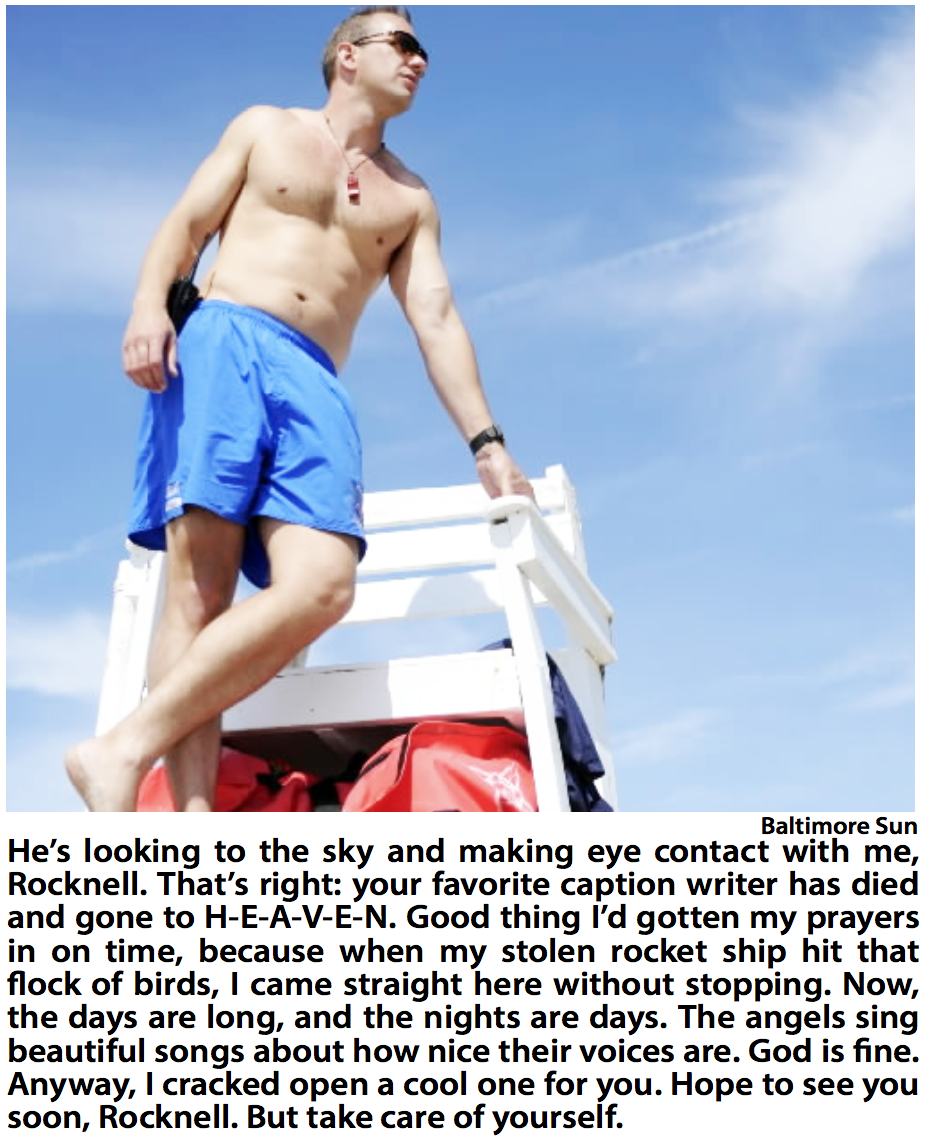 Baltimore Sun
He’s looking to the sky and making eye contact with me,
Rocknell. That’s right: your favorite caption writer has died
and gone to H-E-A-V-E-N. Good thing I’d gotten my prayers
in on time, because when my stolen rocket ship hit that
flock of birds, I came straight here without stopping. Now,
the days are long, and the nights are days. The angels sing
beautiful songs about how nice their voices are. God is fine.
Anyway, I cracked open a cool one for you. Hope to see you
soon, Rocknell. But take care of yourself.